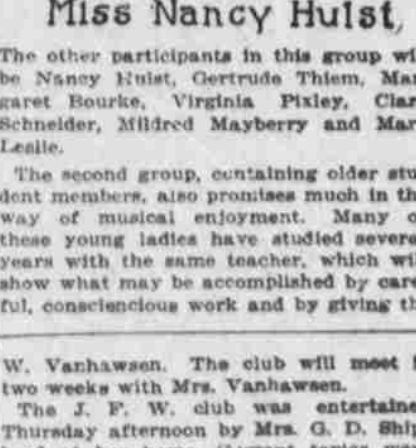 Miss Nancy Hulst,
The other participants in this group wi
be Nancy Hulst, Gertrude Thiem, Mar
garet Bourke, Virginia Pixley, Clar
Schneider, Mildred Mayberry and Mar
Leslie.
The second group, containing older stu
dent members, also promises much in th
way of musical enjoyment. Many o
these young ladies have studied severa
years with the same teacher, which wil
show what may be accomplished by care
ful, consciencious work and by giving th
W. Vanhawsen. The club will meet i
two weeks with Mrs. Vanhawsen.
The J. F. W. club was entertaine
Thursday afternoon by Mrs. G. D. Shh